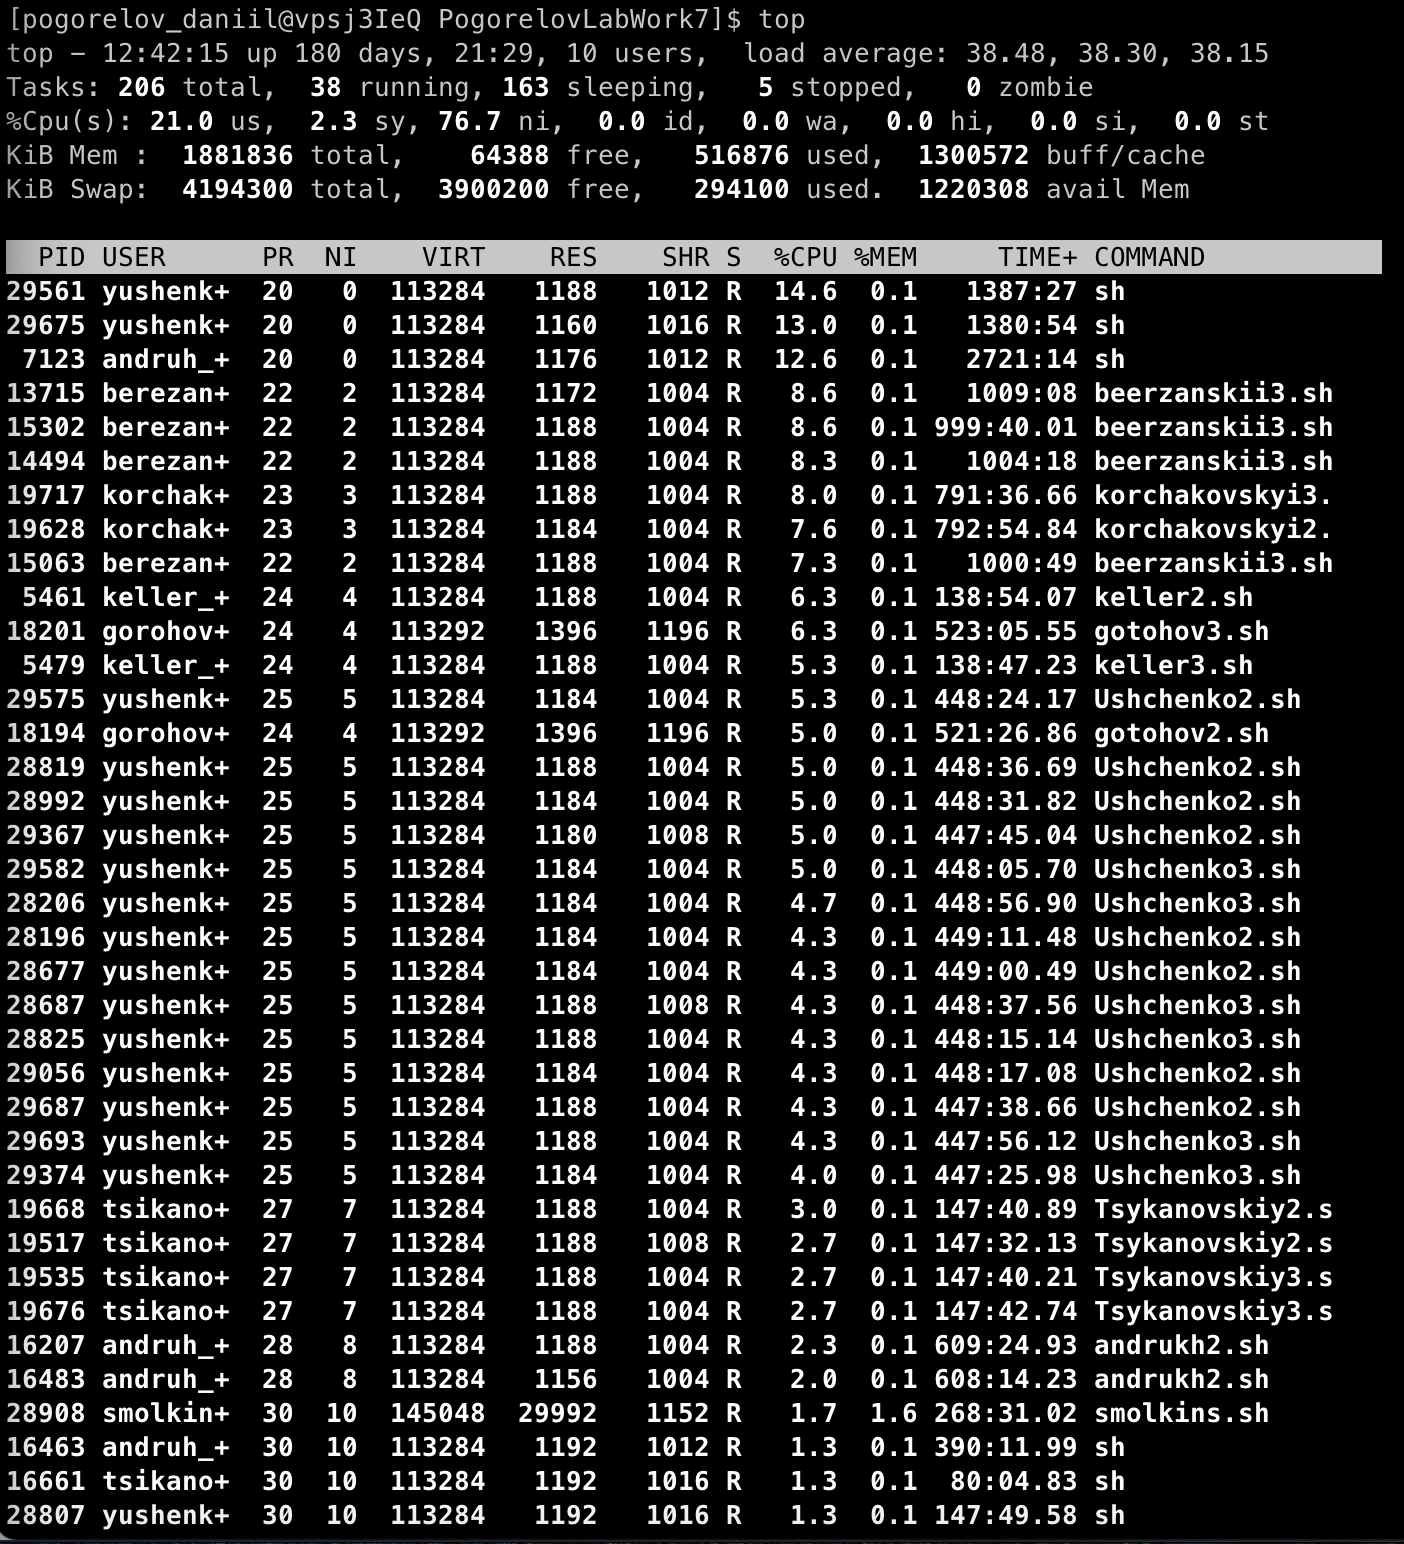 [pogorelov_daniil@vpsj3IeQ PogorelovLabWork7]$ top
top - 12:42:15 up 180 days, 21:29, 10 users,  load average: 38.48, 38.30, 38.15
Tasks: 206 total,  38 running, 163 sleeping,   5 stopped,   0 zombie
%Cpu(s): 21.0 us,  2.3 sy, 76.7 ni,  0.0 id,  0.0 wa,  0.0 hi,  0.0 si,  0.0 st
KiB Mem :  1881836 total,    64388 free,   516876 used,  1300572 buff/cache
KiB Swap:  4194300 total,  3900200 free,   294100 used.  1220308 avail Mem
PID USER PR NI VIRT RES SHR S %CPU %MEM TIME+ COMMAND
29561 yushenk+ 20 0 113284 1188 1012 R 14.6 0.1 1387:27 sh
29675 yushenk+ 20 0 113284 1160 1016 R 13.0 0.1 1380:54 sh
7123 andruh_+ 20 0 113284 1176 1012 R 12.6 0.1 2721:14 sh
13715 berezan+ 22 2 113284 1172 1004 R 8.6 0.1 1009:08 beerzanskii3.sh
15302 berezan+ 22 2 113284 1188 1004 R 8.6 0.1 999:40.01 beerzanskii3.sh
14494 berezan+ 22 2 113284 1188 1004 R 8.3 0.1 1004:18 beerzanskii3.sh
19717 korchak+ 23 3 113284 1188 1004 R 8.0 0.1 791:36.66 korchakovskyi3.
19628 korchak+ 23 3 113284 1184 1004 R 7.6 0.1 792:54.84 korchakovskyi2.
15063 berezan+ 22 2 113284 1188 1004 R 7.3 0.1 1000:49 beerzanskii3.sh
5461 keller_+ 24 4 113284 1188 1004 R 6.3 0.1 138:54.07 keller2.sh
18201 gorohov+ 24 4 113292 1396 1196 R 6.3 0.1 523:05.55 gotohov3.sh
5479 keller_+ 24 4 113284 1188 1004 R 5.3 0.1 138:47.23 keller3.sh
29575 yushenk+ 25 5 113284 1184 1004 R 5.3 0.1 448:24.17 Ushchenko2.sh
18194 gorohov+ 24 4 113292 1396 1196 R 5.0 0.1 521:26.86 gotohov2.sh
28819 yushenk+ 25 5 113284 1188 1004 R 5.0 0.1 448:36.69 Ushchenko2.sh
28992 yushenk+ 25 5 113284 1184 1004 R 5.0 0.1 448:31.82 Ushchenko2.sh
29367 yushenk+ 25 5 113284 1180 1008 R 5.0 0.1 447:45.04 Ushchenko2.sh
29582 yushenk+ 25 5 113284 1184 1004 R 5.0 0.1 448:05.70 Ushchenko3.sh
28206 yushenk+ 25 5 113284 1184 1004 R 4.7 0.1 448:56.90 Ushchenko3.sh
28196 yushenk+ 25 5 113284 1184 1004 R 4.3 0.1 449:11.48 Ushchenko2.sh
28677 yushenk+ 25 5 113284 1184 1004 R 4.3 0.1 449:00.49 Ushchenko2.sh
28687 yushenk+ 25 5 113284 1188 1008 R 4.3 0.1 448:37.56 Ushchenko3.sh
28825 yushenk+ 25 5 113284 1188 1004 R 4.3 0.1 448:15.14 Ushchenko3.sh
29056 yushenk+ 25 5 113284 1184 1004 R 4.3 0.1 448:17.08 Ushchenko2.sh
29687 yushenk+ 25 5 113284 1188 1004 R 4.3 0.1 447:38.66 Ushchenko2.sh
29693 yushenk+ 25 5 113284 1188 1004 R 4.3 0.1 447:56.12 Ushchenko3.sh
29374 yushenk+ 25 5 113284 1184 1004 R 4.0 0.1 447:25.98 Ushchenko3.sh
19668 tsikano+ 27 7 113284 1188 1004 R 3.0 0.1 147:40.89 Tsykanovskiy2.s
19517 tsikano+ 27 7 113284 1188 1008 R 2.7 0.1 147:32.13 Tsykanovskiy2.s
19535 tsikano+ 27 7 113284 1188 1004 R 2.7 0.1 147:40.21 Tsykanovskiy3.s
19676 tsikano+ 27 7 113284 1188 1004 R 2.7 0.1 147:42.74 Tsykanovskiy3.s
16207 andruh_+ 28 8 113284 1188 1004 R 2.3 0.1 609:24.93 andrukh2.sh
16483 andruh_+ 28 8 113284 1156 1004 R 2.0 0.1 608:14.23 andrukh2.sh
28908 smolkin+ 30 10 145048 29992 1152 R 1.7 1.6 268:31.02 smolkins.sh
16463 andruh_+ 30 10 113284 1192 1012 R 1.3 0.1 390:11.99 sh
16661 tsikano+ 30 10 113284 1192 1016 R 1.3 0.1 80:04.83 sh
28807 yushenk+ 30 10 113284 1192 1016 R 1.3 0.1 147:49.58 sh